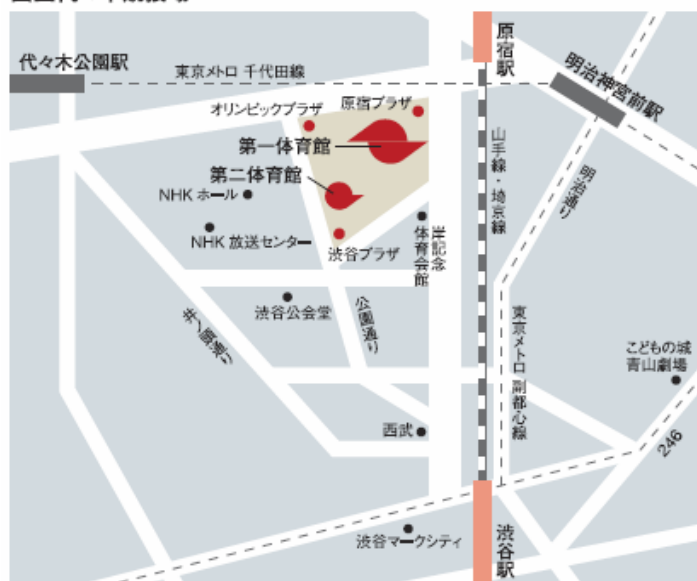 原宿駅
代々木公園駅
東京メトロ 千代田線
明治神宮前駅
オリンピックプラザ
原宿プラザ
第一体育館
第二体育館
山手線・埼京線
明治通り
NHK ホール
NHK 放送センター
渋谷プラザ
岸記念
体育会館
渋谷公会堂
公園通り
井ノ頭通り
東京メトロ 副都心線
こどもの城
青山劇場
西武
246
渋谷マークシティ
渋谷駅